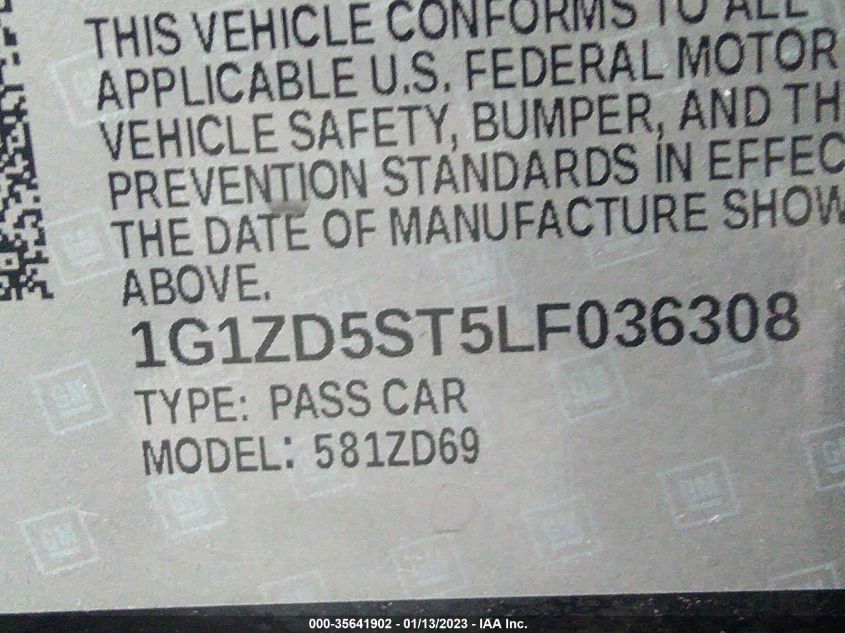 THIS VEHICLE CONFORMS TO ALL
APPLICABLE U.S. FEDERAL MOTOR
VEHICLE SAFETY, BUMPER, AND TH
PREVENTION STANDARDS IN EFFEC
THE DATE OF MANUFACTURE SHOW
ABOVE.
1G1ZD5ST5LF036308
TYPE: PASS CAR
MODEL: 581ZD69
GM
000-35641902 - 01/13/2023 - IAA Inc.